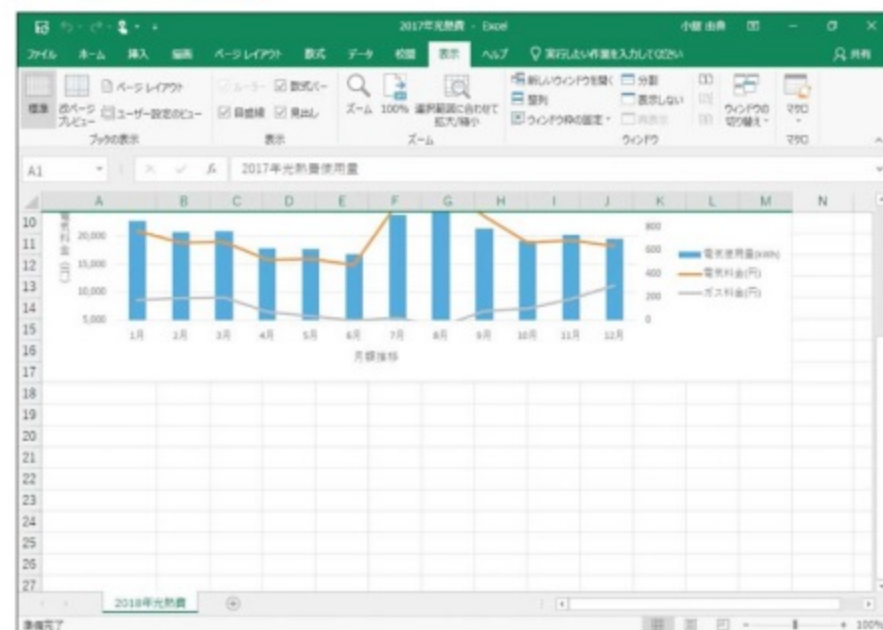 2017年光熱費 - Excel 小舘 由典
ファイル ホーム 挿入 描画 ページ レイアウト 数式 データ 校閲 表示 ヘルプ 実行したい作業を入力してください 共有
標準 改ページ プレビュー ページ レイアウト ユーザー設定のビュー
ルーラー 数式バー
目盛線 見出し
ズーム 100% 選択範囲に合わせて 拡大/縮小
新しいウィンドウを開く 分割
整列 表示しない
ウィンドウ枠の固定 再表示
ウィンドウの 切り替え マクロ
ブックの表示 表示 ズーム ウィンドウ マクロ
A1 fx 2017年光熱費使用量
A B C D E F G H I J K L M N
10
11
12
13
14
15
16
17
18
19
20
21
22
23
24
25
26
27
電気料金(円)
20,000
15,000
10,000
5,000
800
600
400
200
0
電気使用量(kWh)
電気料金(円)
ガス料金(円)
1月 2月 3月 4月 5月 6月 7月 8月 9月 10月 11月 12月
月額推移
2018年光熱費
準備完了 100%